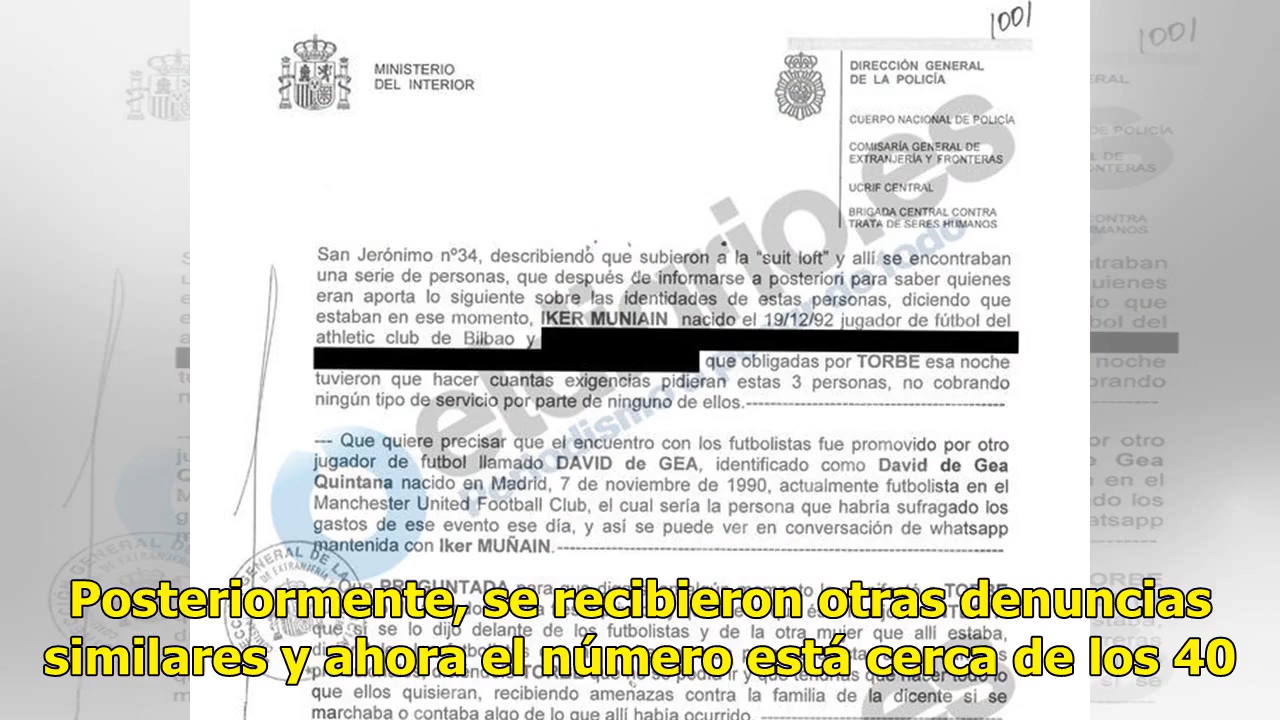 1001
MINISTERIO
DEL INTERIOR
DIRECCIÓN GENERAL
DE LA POLICÍA
CUERPO NACIONAL DE POLICÍA
COMISARÍA GENERAL DE
EXTRANJERÍA Y FRONTERAS
UCRIF CENTRAL
BRIGADA CENTRAL CONTRA
TRATA DE SERES HUMANOS
eldiario.es
Periodismo a pesar de todo
San Jerónimo nº34, describiendo que subieron a la "suit loft" y allí se encontraban
una serie de personas, que después de informarse a posteriori para saber quienes
eran aporta lo siguiente sobre las identidades de estas personas, diciendo que
estaban en ese momento, IKER MUNIAIN nacido el 19/12/92 jugador de fútbol del
athletic club de Bilbao y
que obligadas por TORBE esa noche
tuvieron que hacer cuantas exigencias pidieran estas 3 personas, no cobrando
ningún tipo de servicio por parte de ninguno de ellos.
--- Que quiere precisar que el encuentro con los futbolistas fue promovido por otro
jugador de futbol llamado DAVID de GEA, identificado como David de Gea
Quintana nacido en Madrid, 7 de noviembre de 1990, actualmente futbolista en el
Manchester United Football Club, el cual sería la persona que habría sufragado los
gastos de ese evento ese día, y así se puede ver en conversación de whatsapp
mantenida con Iker MUÑAIN.
PREGUNTADA para que
Posteriormente, se recibieron otras denuncias
que si se lo dijo delante de los futbolistas y de la otra mujer que allí estaba,
similares y ahora el número está cerca de los 40
que ellos quisieran, recibiendo amenazas contra la familia de la dicente si se
marchaba o contaba algo de lo que allí había ocurrido.